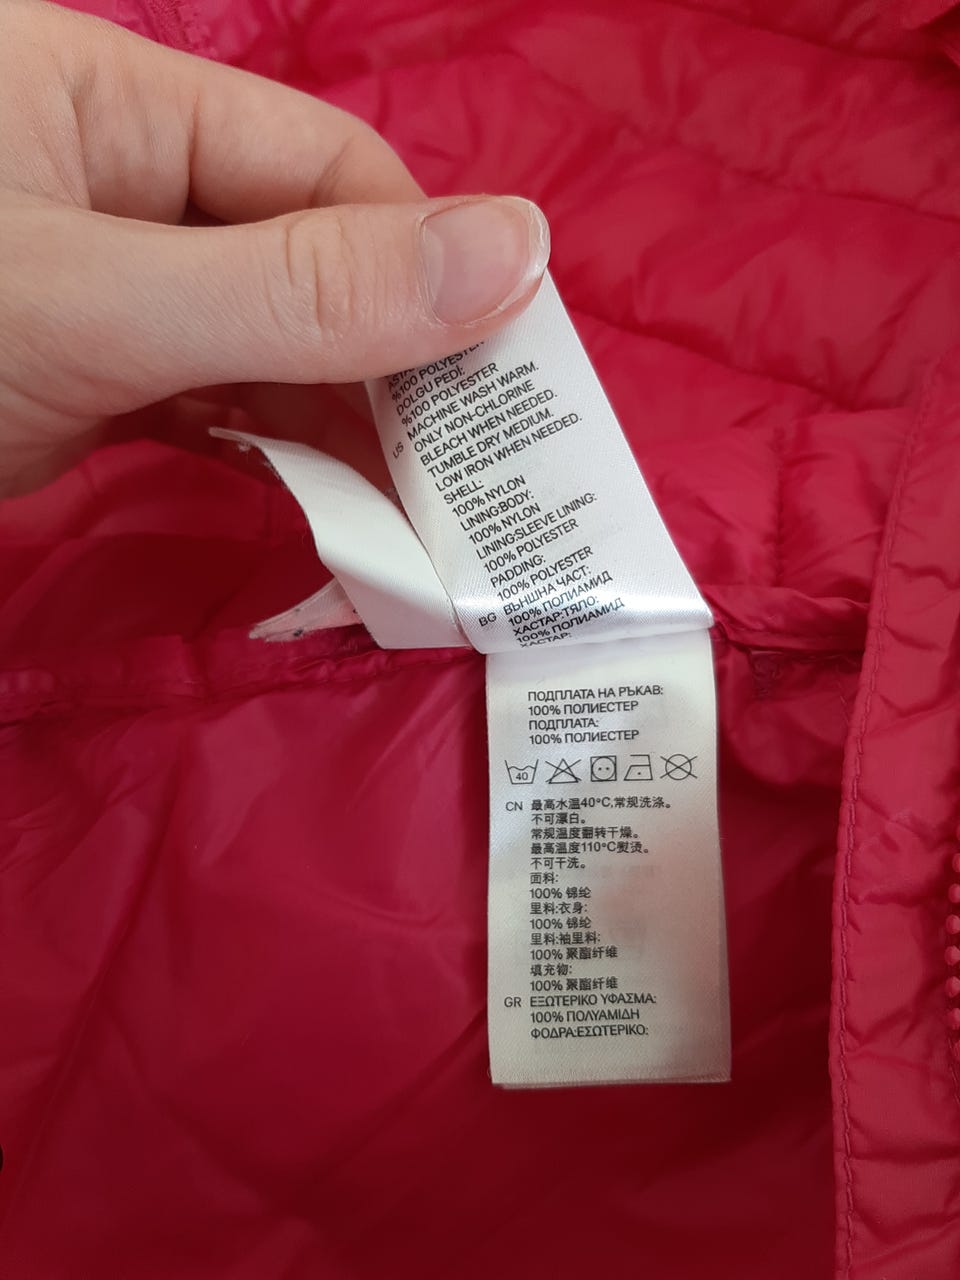 %100 POLYESTER
DOLGU PEDİ:
%100 POLYESTER
US MACHINE WASH WARM.
ONLY NON-CHLORINE
BLEACH WHEN NEEDED.
TUMBLE DRY MEDIUM.
LOW IRON WHEN NEEDED.
SHELL:
100% NYLON
LINING:BODY:
100% NYLON
LINING:SLEEVE LINING:
100% POLYESTER
PADDING:
100% POLYESTER
BG ВЪНШНА ЧАСТ:
100% ПОЛИАМИД
ХАСТАР:ТЯЛО:
100% ПОЛИАМИД
ХАСТАР:
ПОДПЛАТА НА РЪКАВ:
100% ПОЛИЕСТЕР
ПОДПЛАТА:
100% ПОЛИЕСТЕР
40
CN 最高水温40°C,常规洗涤。
不可漂白。
常规温度翻转干燥。
最高温度110°C熨烫。
不可干洗。
面料:
100% 锦纶
里料:衣身:
100% 锦纶
里料:袖里料:
100% 聚酯纤维
填充物:
100% 聚酯纤维
GR ΕΞΩΤΕΡΙΚΟ ΥΦΑΣΜΑ:
100% ΠΟΛΥΑΜΙΔΗ
ΦΟΔΡΑ:ΕΣΩΤΕΡΙΚΟ: